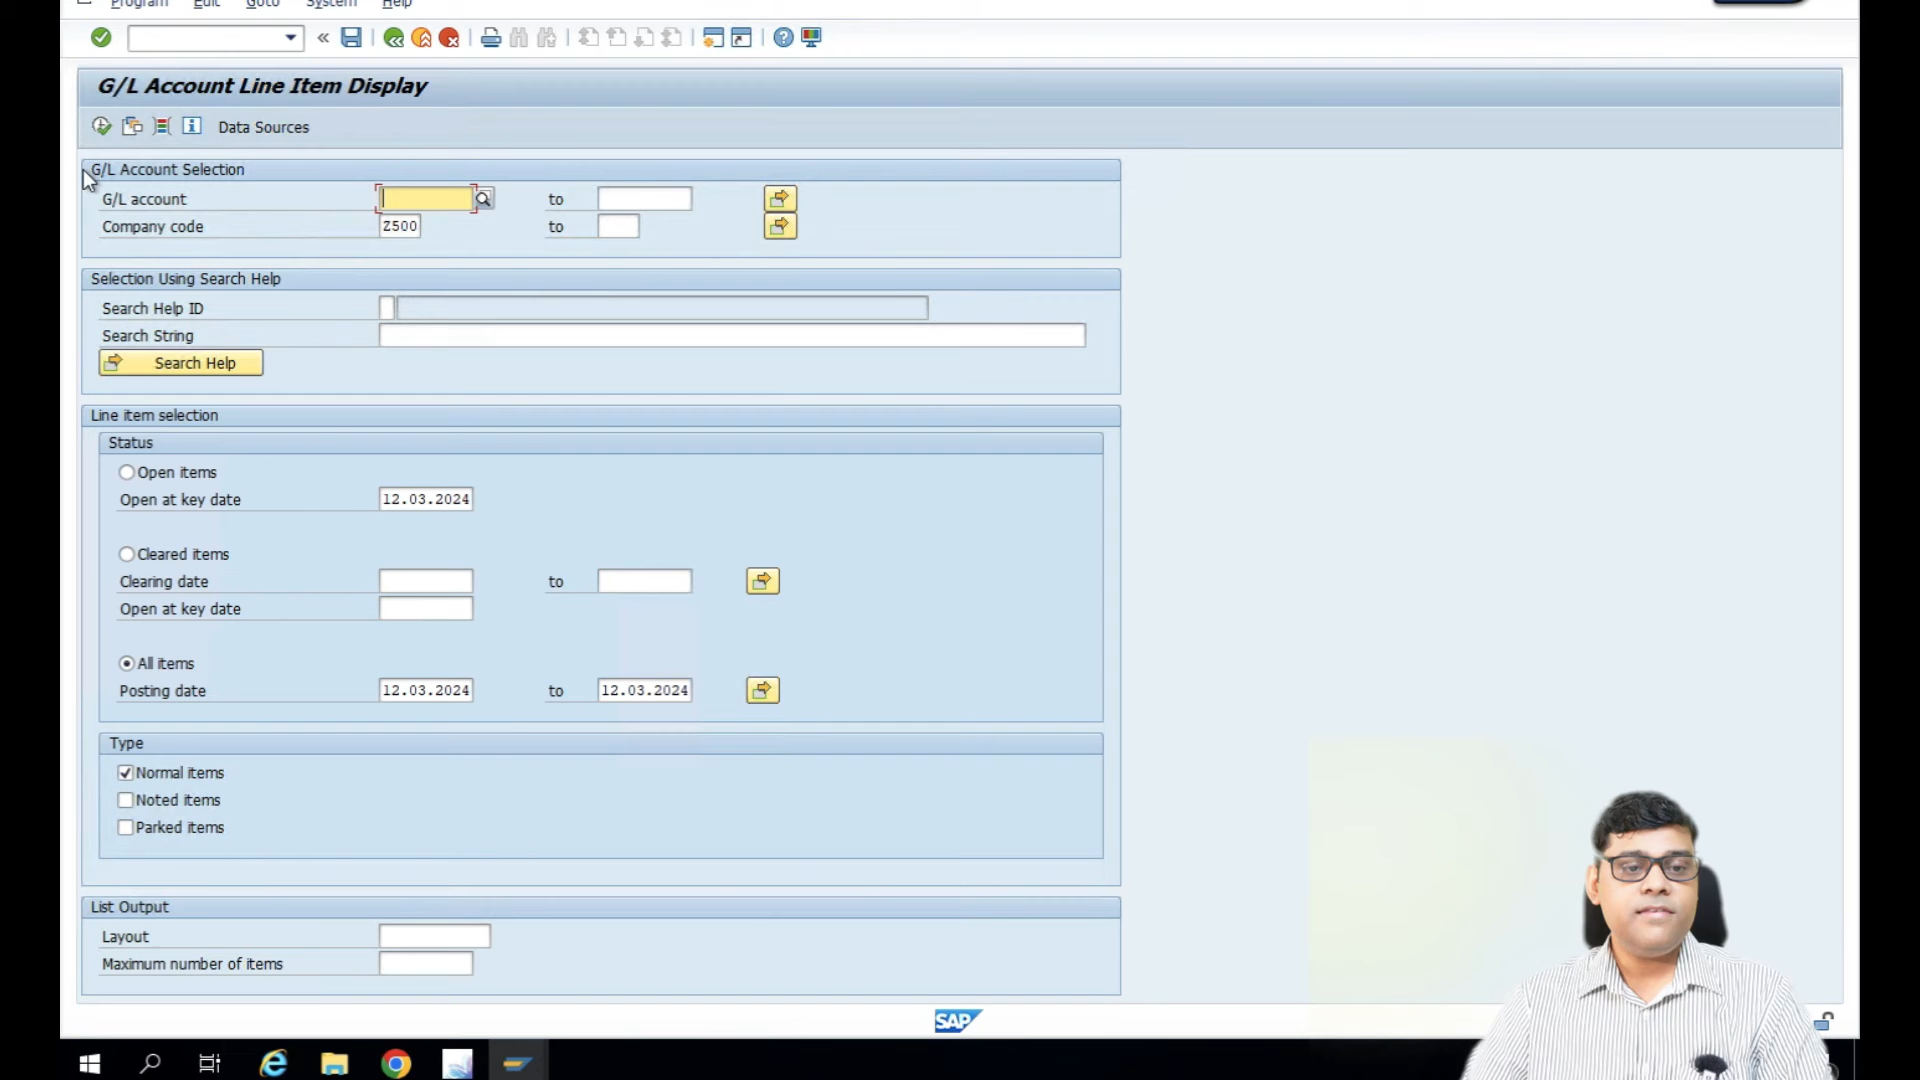 Program Edit Goto System Help
G/L Account Line Item Display
Data Sources
G/L Account Selection
G/L account to
Company code Z500 to
Selection Using Search Help
Search Help ID
Search String
Search Help
Line item selection
Status
Open items
Open at key date 12.03.2024
Cleared items
Clearing date to
Open at key date
All items
Posting date 12.03.2024 to 12.03.2024
Type
Normal items
Noted items
Parked items
List Output
Layout
Maximum number of items
SAP